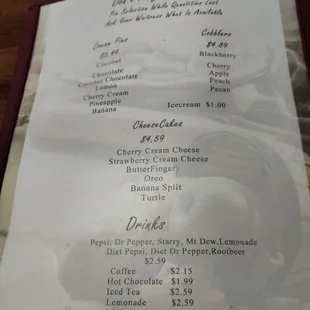 Pie Selection While Quantities Last
Ask Your Waitress What Is Available
Cream Pies
$5.49
Coconut
Chocolate
Coconut Chocolate
Lemon
Cherry Cream
Pineapple
Banana
Cobblers
$4.59
Blackberry
Cherry
Apple
Peach
Pecan
Icecream $1.00
CheeseCakes
$4.59
Cherry Cream Cheese
Strawberry Cream Cheese
ButterFinger
Oreo
Banana Split
Turtle
Drinks
Pepsi, Dr Pepper, Starry, Mt Dew,Lemonade
Diet Pepsi, Diet Dr Pepper,Rootbeer
$2.59
Coffee $2.15
Hot Chocolate $1.99
Iced Tea $2.59
Lemonade $2.59